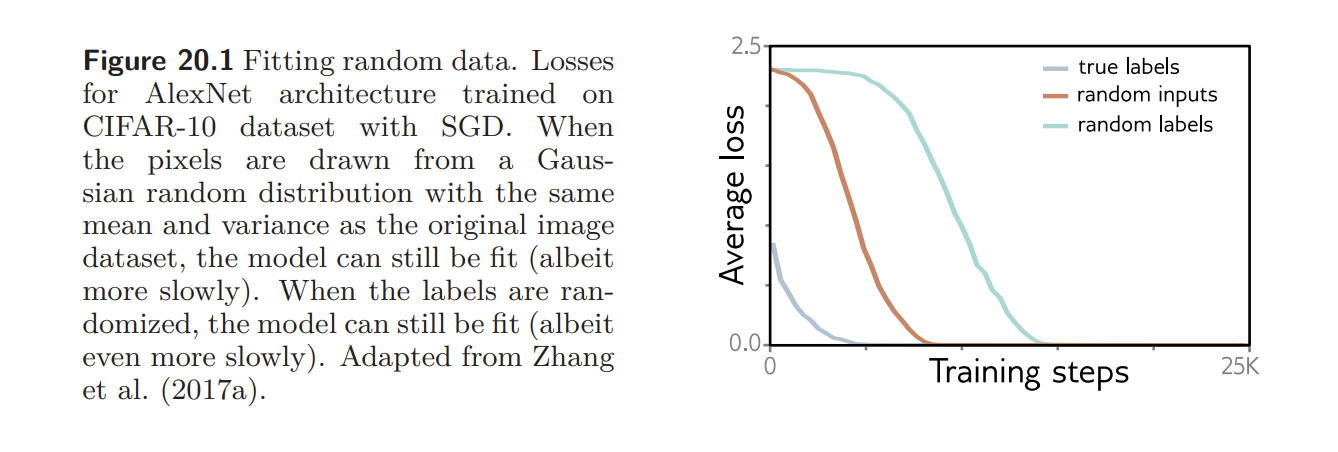 Figure 20.1 Fitting random data. Losses
for AlexNet architecture trained on
CIFAR-10 dataset with SGD. When
the pixels are drawn from a Gaus-
sian random distribution with the same
mean and variance as the original image
dataset, the model can still be fit (albeit
more slowly). When the labels are ran-
domized, the model can still be fit (albeit
even more slowly). Adapted from Zhang
et al. (2017a).
2.5
true labels
random inputs
random labels
Average loss
0.0
0
Training steps
25K